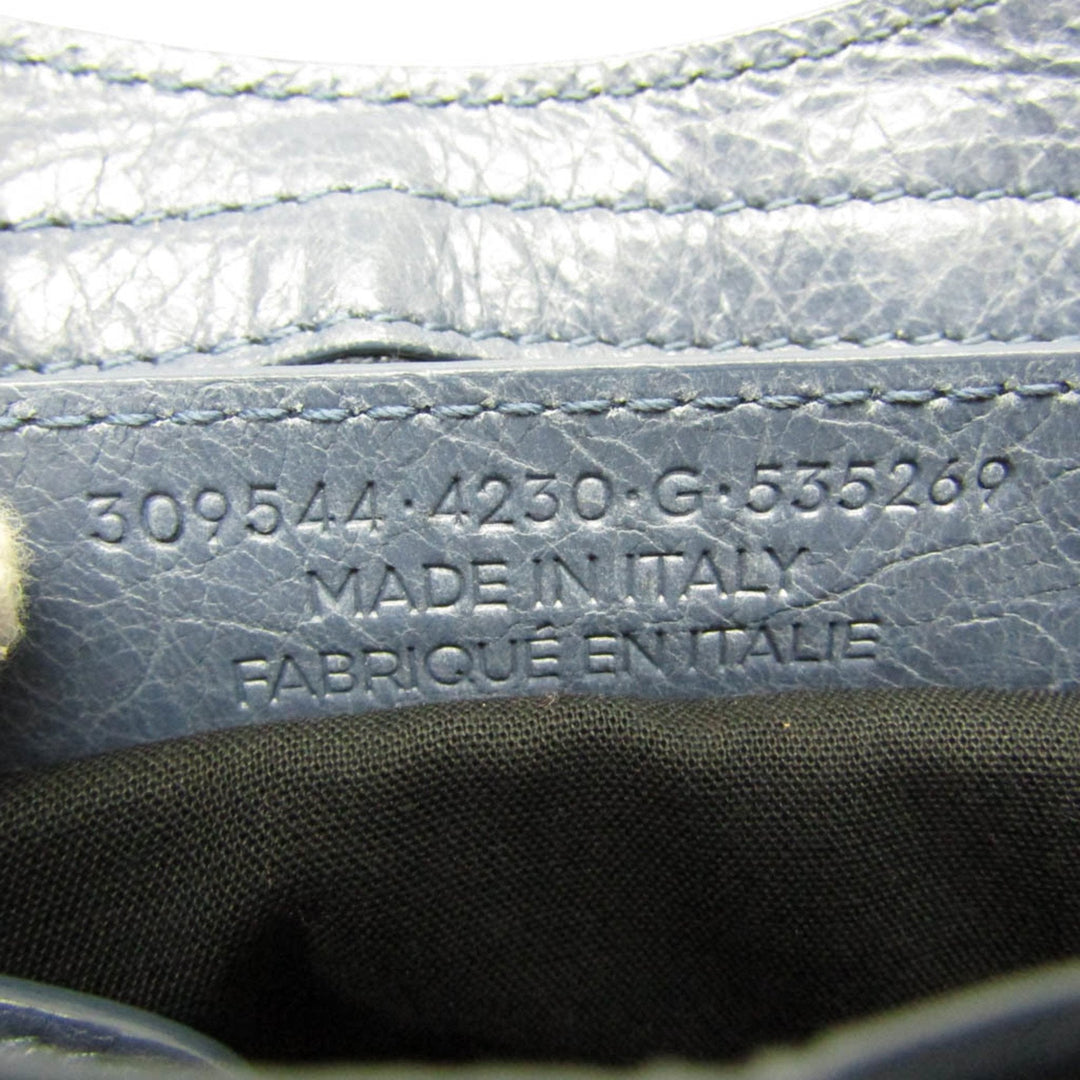 309544·4230·G·535269
MADE IN ITALY
FABRIQUÉ EN ITALIE